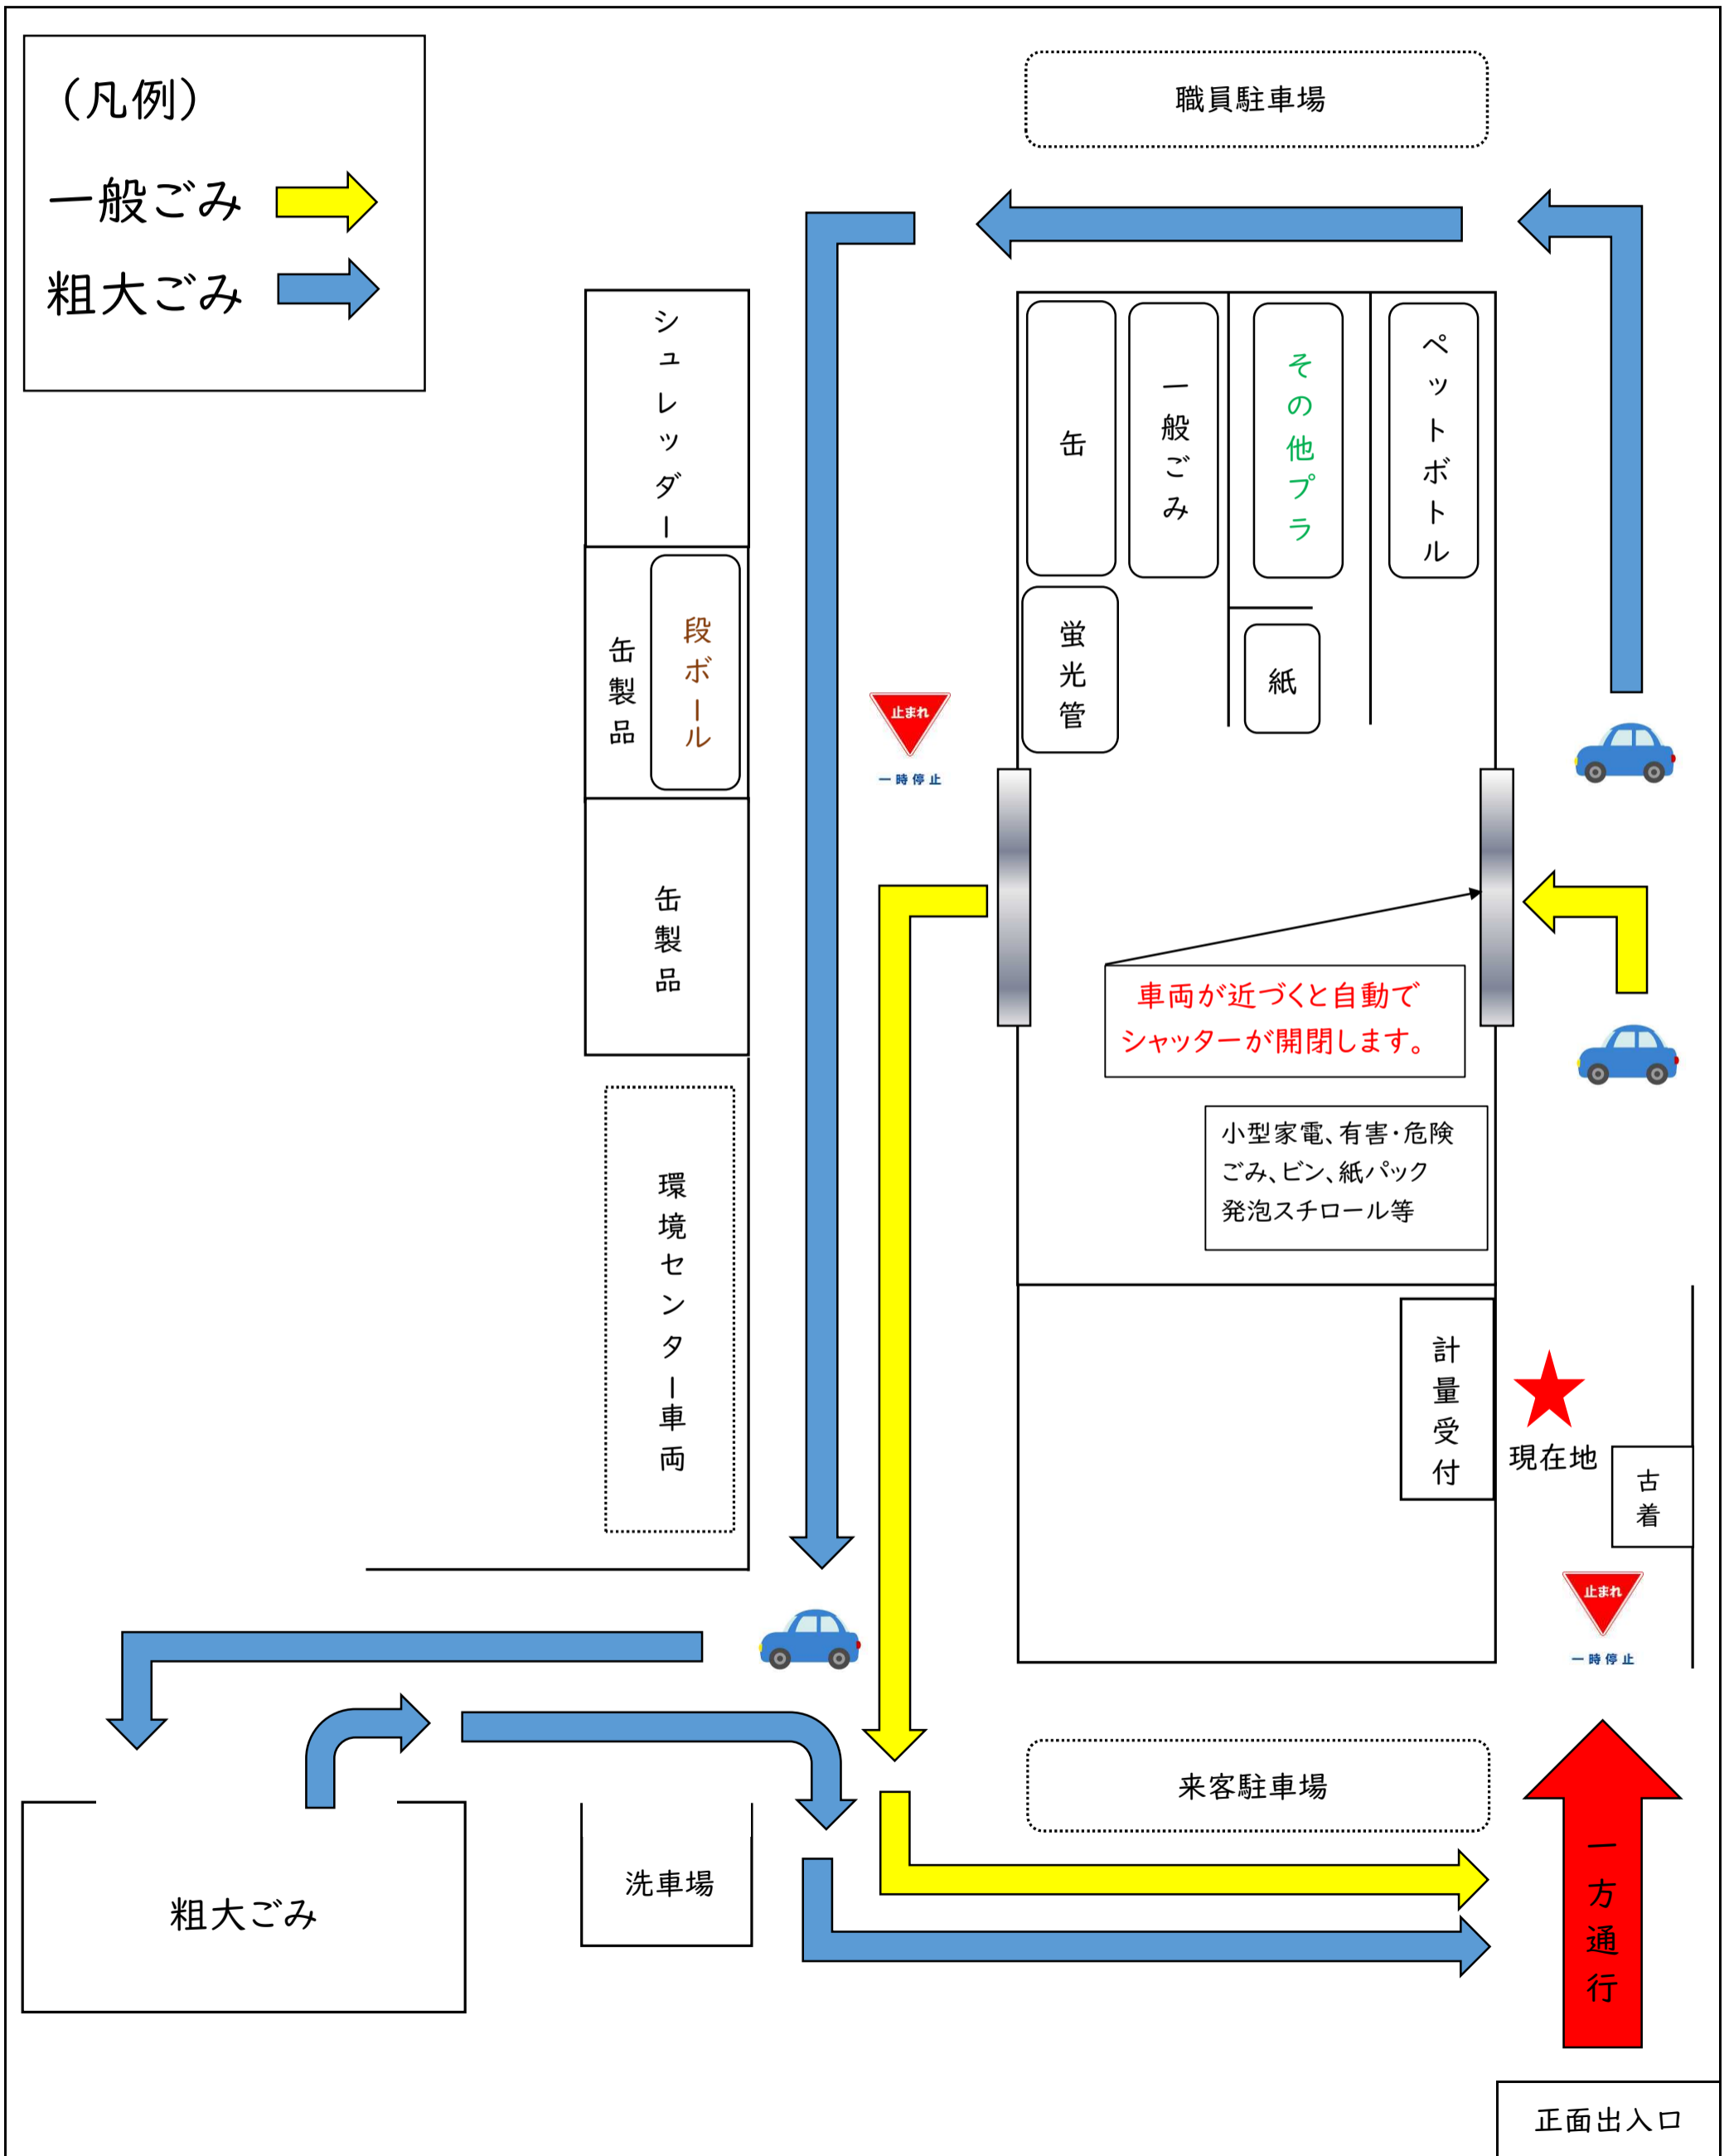 (凡例)
一般ごみ
粗大ごみ
職員駐車場
シュレッダー
缶製品
段ボール
缶製品
環境センター車両
缶
一般ごみ
その他プラ
ペットボトル
蛍光管
紙
止まれ
一時停止
車両が近づくと自動で
シャッターが開閉します。
小型家電、有害・危険
ごみ、ビン、紙パック
発泡スチロール等
計量受付
現在地
古着
止まれ
一時停止
来客駐車場
一方通行
洗車場
粗大ごみ
正面出入口